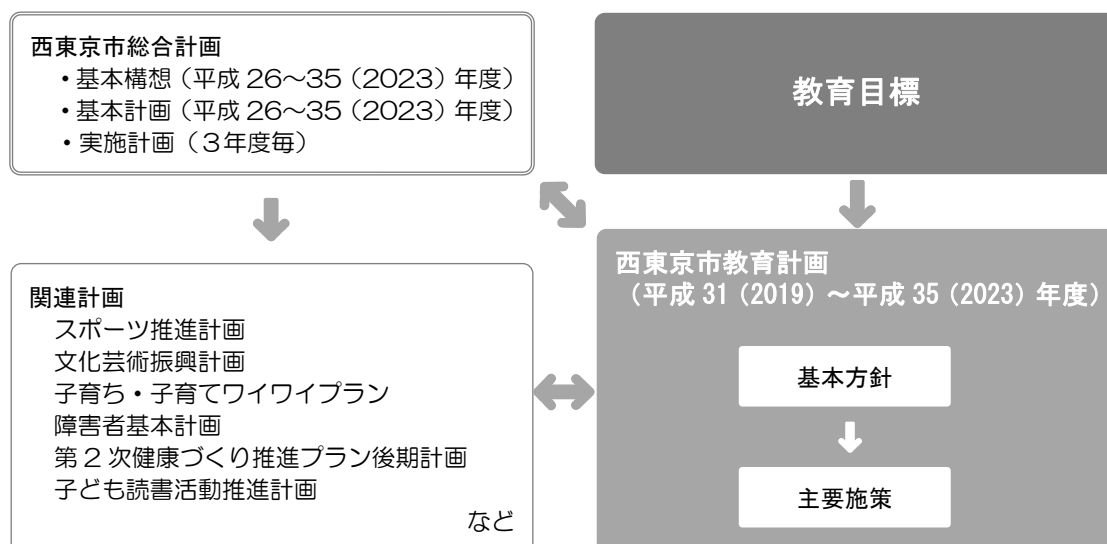 西東京市総合計画
・基本構想（平成 26～35（2023）年度）
・基本計画（平成 26～35（2023）年度）
・実施計画（３年度毎）
教育目標
関連計画
スポーツ推進計画
文化芸術振興計画
子育ち・子育てワイワイプラン
障害者基本計画
第２次健康づくり推進プラン後期計画
子ども読書活動推進計画
など
西東京市教育計画
（平成 31（2019）～平成 35（2023）年度）
基本方針
主要施策